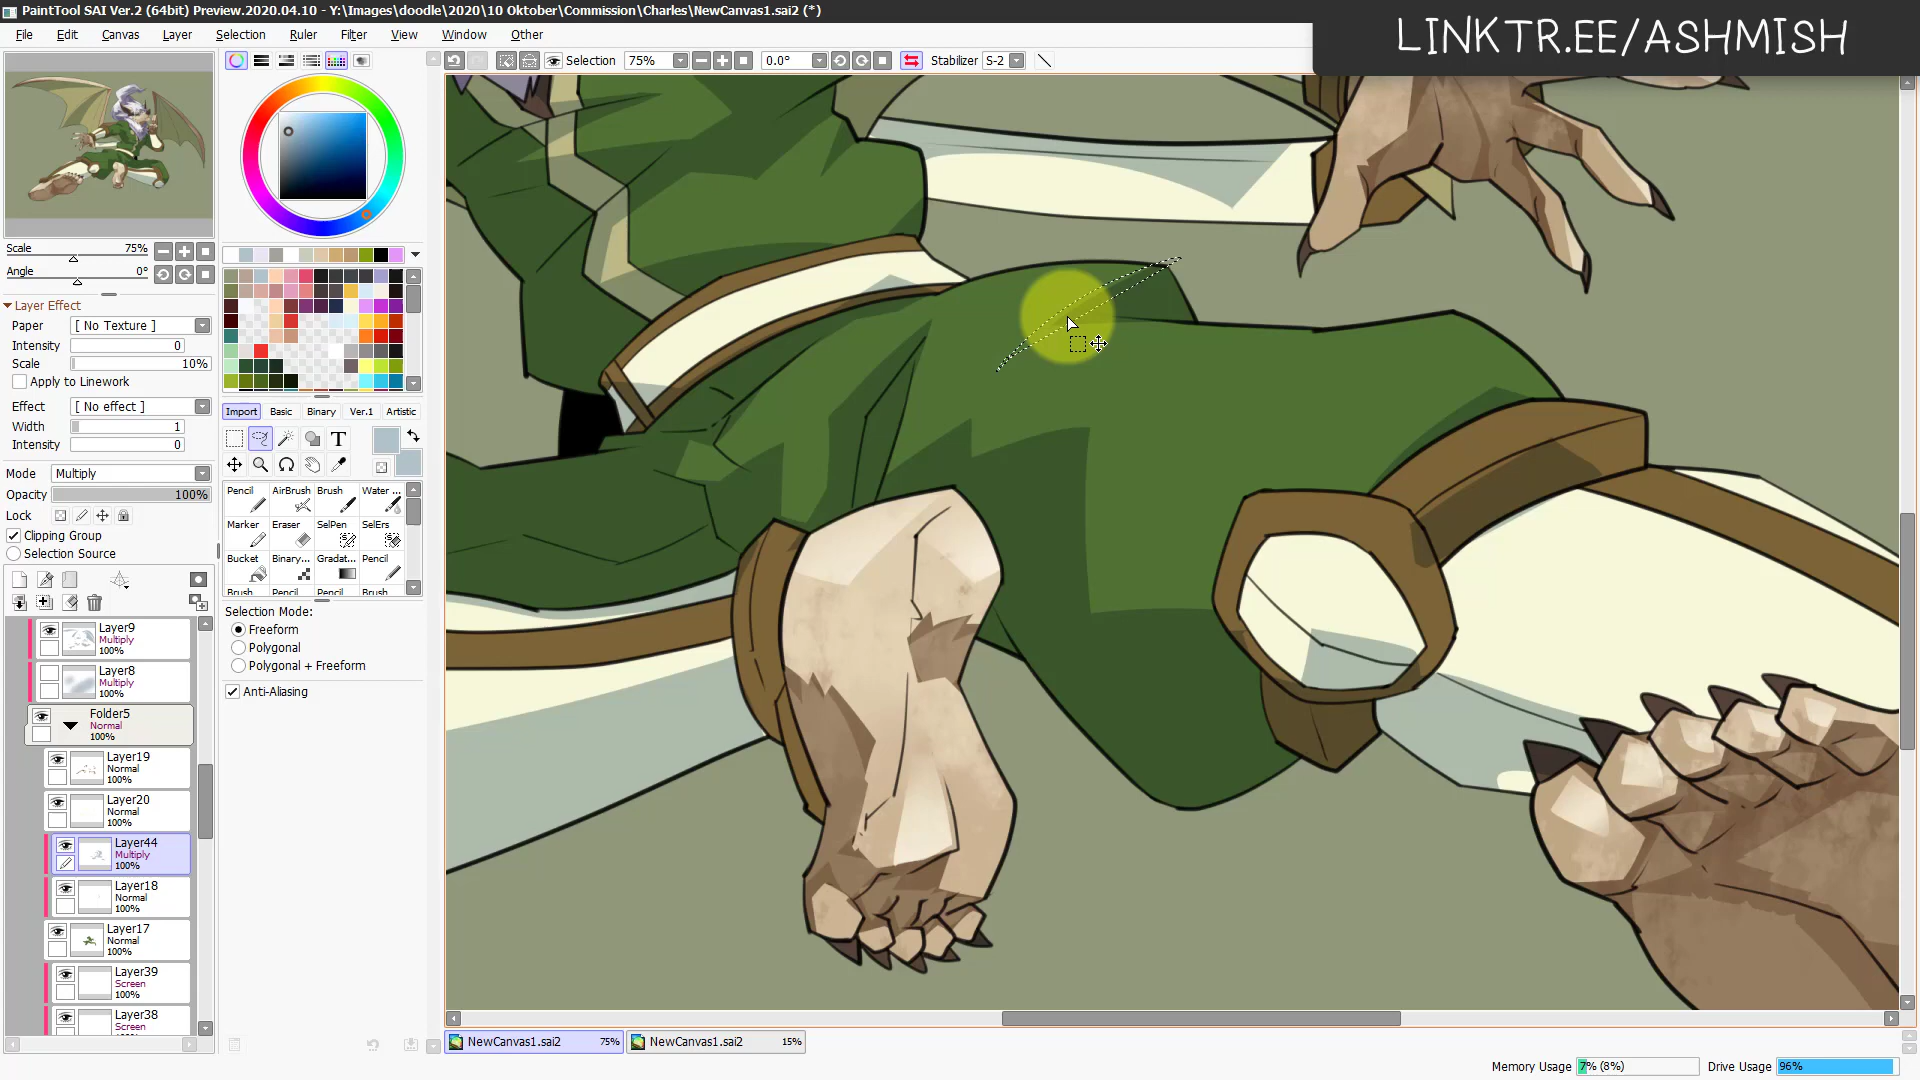 PaintTool SAI Ver.2 (64bit) Preview.2020.04.10 - Y:\Images\doodle\2020\10 Oktober\Commission\Charles\NewCanvas1.sai2 (*)
LINKTR.EE/ASHMISH
File Edit Canvas Layer Selection Ruler Filter View Window Other
Selection 75% 0.0° Stabilizer S-2
Scale 75%
Angle 0°
Layer Effect
Paper [ No Texture ]
Intensity 0
Scale 10%
Apply to Linework
Effect [ No effect ]
Width 1
Intensity 0
Mode Multiply
Opacity 100%
Lock
Clipping Group
Selection Source
Layer9
Multiply
100%
Layer8
Multiply
100%
Folder5
Normal
100%
Layer19
Normal
100%
Layer20
Normal
100%
Layer44
Multiply
100%
Layer18
Normal
100%
Layer17
Normal
100%
Layer39
Screen
100%
Layer38
Screen
100%
Import Basic Binary Ver.1 Artistic
T
Pencil AirBrush Brush Water ...
Marker Eraser SelPen SelErs
Bucket Binary... Gradat... Pencil
Brush Pencil Pencil Brush
Selection Mode:
Freeform
Polygonal
Polygonal + Freeform
Anti-Aliasing
NewCanvas1.sai2 75% NewCanvas1.sai2 15%
Memory Usage 7% (8%) Drive Usage 96%